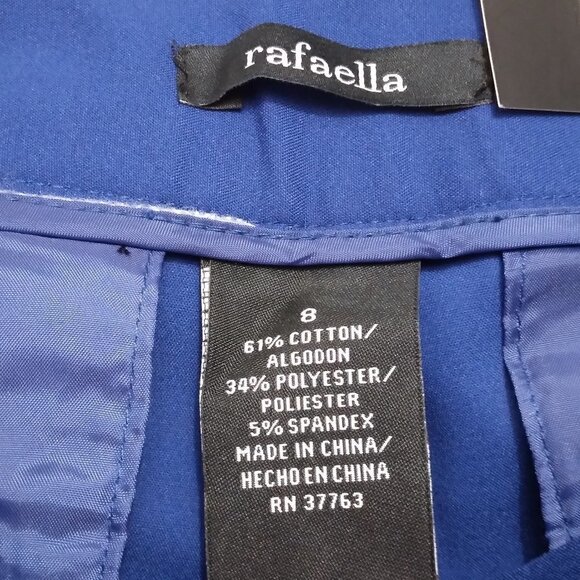 rafaella
8
61% COTTON/
ALGODON
34% POLYESTER/
POLIESTER
5% SPANDEX
MADE IN CHINA/
HECHO EN CHINA
RN 37763